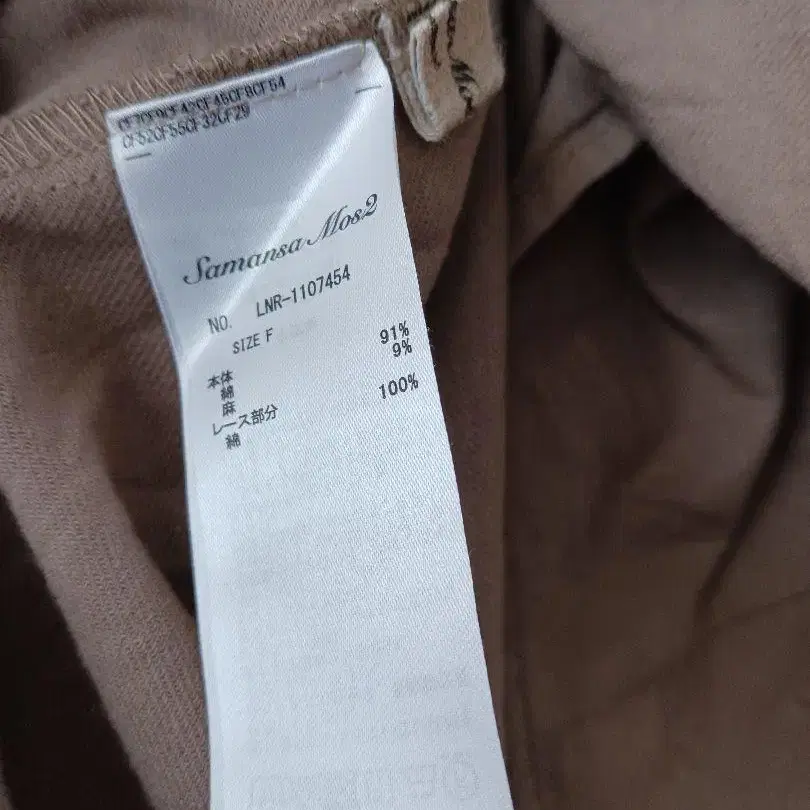 CF52CF55CF32CF29
Samansa Mos2
NO. LNR-1107454
SIZE F
本体
綿 91%
麻 9%
レース部分
綿 100%